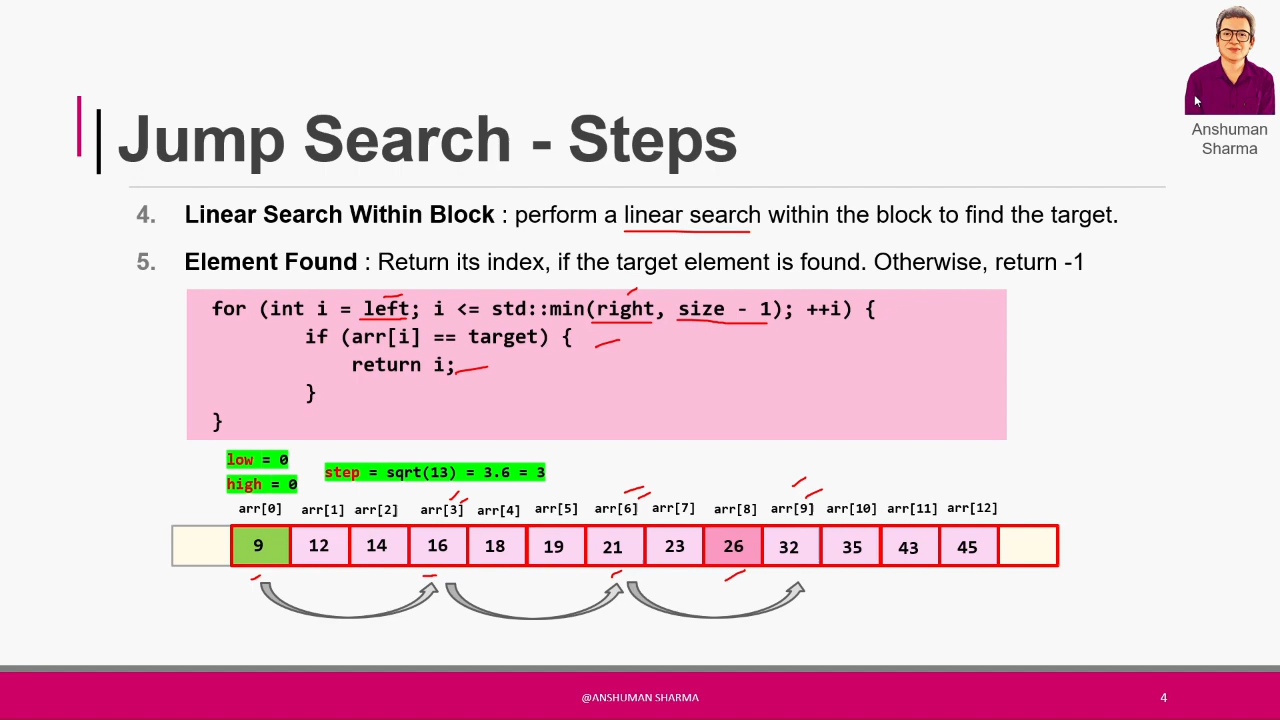 Anshuman
Sharma
Jump Search - Steps
4. Linear Search Within Block : perform a linear search within the block to find the target.
5. Element Found : Return its index, if the target element is found. Otherwise, return -1
for (int i = left; i <= std::min(right, size - 1); ++i) {
if (arr[i] == target) {
return i;
}
}
low = 0
high = 0
step = sqrt(13) = 3.6 = 3
arr[0] arr[1] arr[2] arr[3] arr[4] arr[5] arr[6] arr[7] arr[8] arr[9] arr[10] arr[11] arr[12]
9 12 14 16 18 19 21 23 26 32 35 43 45
@ANSHUMAN SHARMA
4